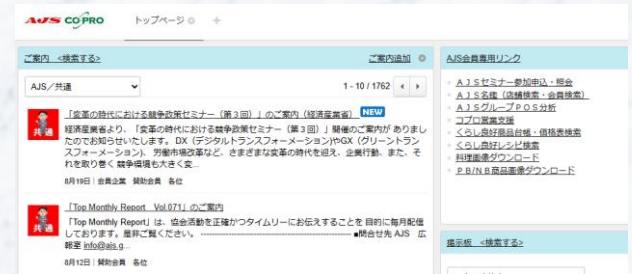 AJS COPRO
トップページ
ご案内 <検索する>
ご案内追加
AJS／共通
1 - 10 / 1762
共通
「変革の時代における競争政策セミナー（第3回）」のご案内（経済産業省） NEW
経済産業省より、「変革の時代における競争政策セミナー（第3回）」開催のご案内が ありまし
たのでお知らせいたします。 DX（デジタルトランスフォーメーション)やGX（グリーントラン
スフォーメーション)、 労働市場改革など、さまざまな変革の時代を迎え、企業行動、また、そ
れを取り巻く 競争環境も大きく変...
8月19日｜会員企業 賛助会員 各位
共通
「Top Monthly Report Vol.071」のご案内
「Top Monthly Report」は、協会活動を正確かつタイムリーにお伝えすることを 目的に毎月配信
しております。是非ご覧ください。 ---------- ■問合せ先 AJS 広
報室 info@ajs.g...
8月12日｜賛助会員 各位
AJS会員専用リンク
ＡＪＳセミナー参加申込・照会
ＡＪＳ名鑑（店舗検索・会員検索）
ＡＪＳグループＰＯＳ分析
コプロ営業支援
くらし良好商品台帳・価格表検索
くらし良好レシピ検索
料理画像ダウンロード
ＰＢ/ＮＢ商品画像ダウンロード
掲示板 <検索する>